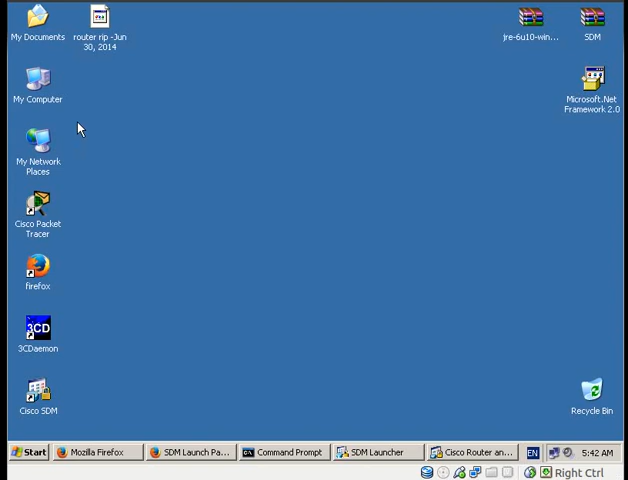 My Documents
router rip -Jun
30, 2014
jre-6u10-win...
SDM
My Computer
Microsoft.Net
Framework 2.0
My Network
Places
Cisco Packet
Tracer
firefox
3CD
3CDaemon
Cisco SDM
Recycle Bin
Start
Mozilla Firefox
SDM Launch Pa...
Command Prompt
SDM Launcher
Cisco Router an...
EN
5:42 AM
Right Ctrl